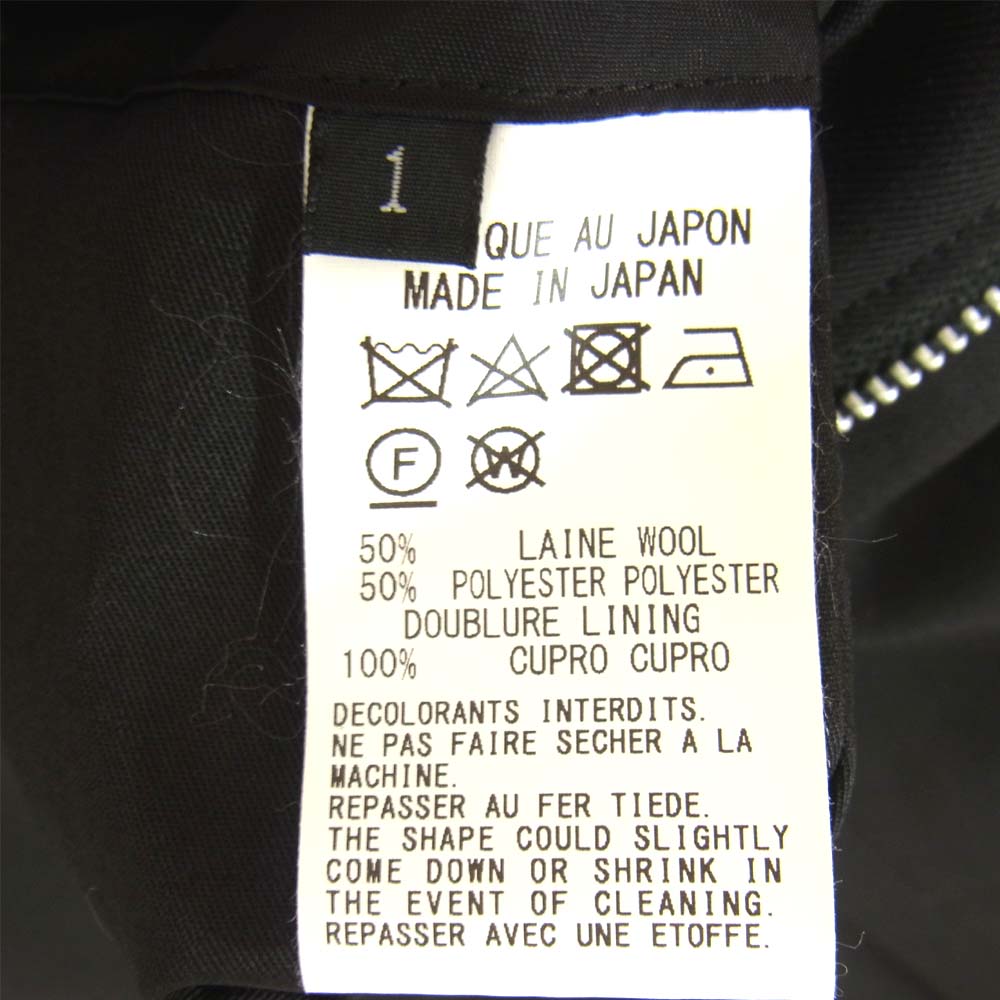 1
QUE AU JAPON
MADE IN JAPAN
F W
50% LAINE WOOL
50% POLYESTER POLYESTER
DOUBLURE LINING
100% CUPRO CUPRO
DECOLORANTS INTERDITS.
NE PAS FAIRE SECHER A LA
MACHINE.
REPASSER AU FER TIEDE.
THE SHAPE COULD SLIGHTLY
COME DOWN OR SHRINK IN
THE EVENT OF CLEANING.
REPASSER AVEC UNE ETOFFE.